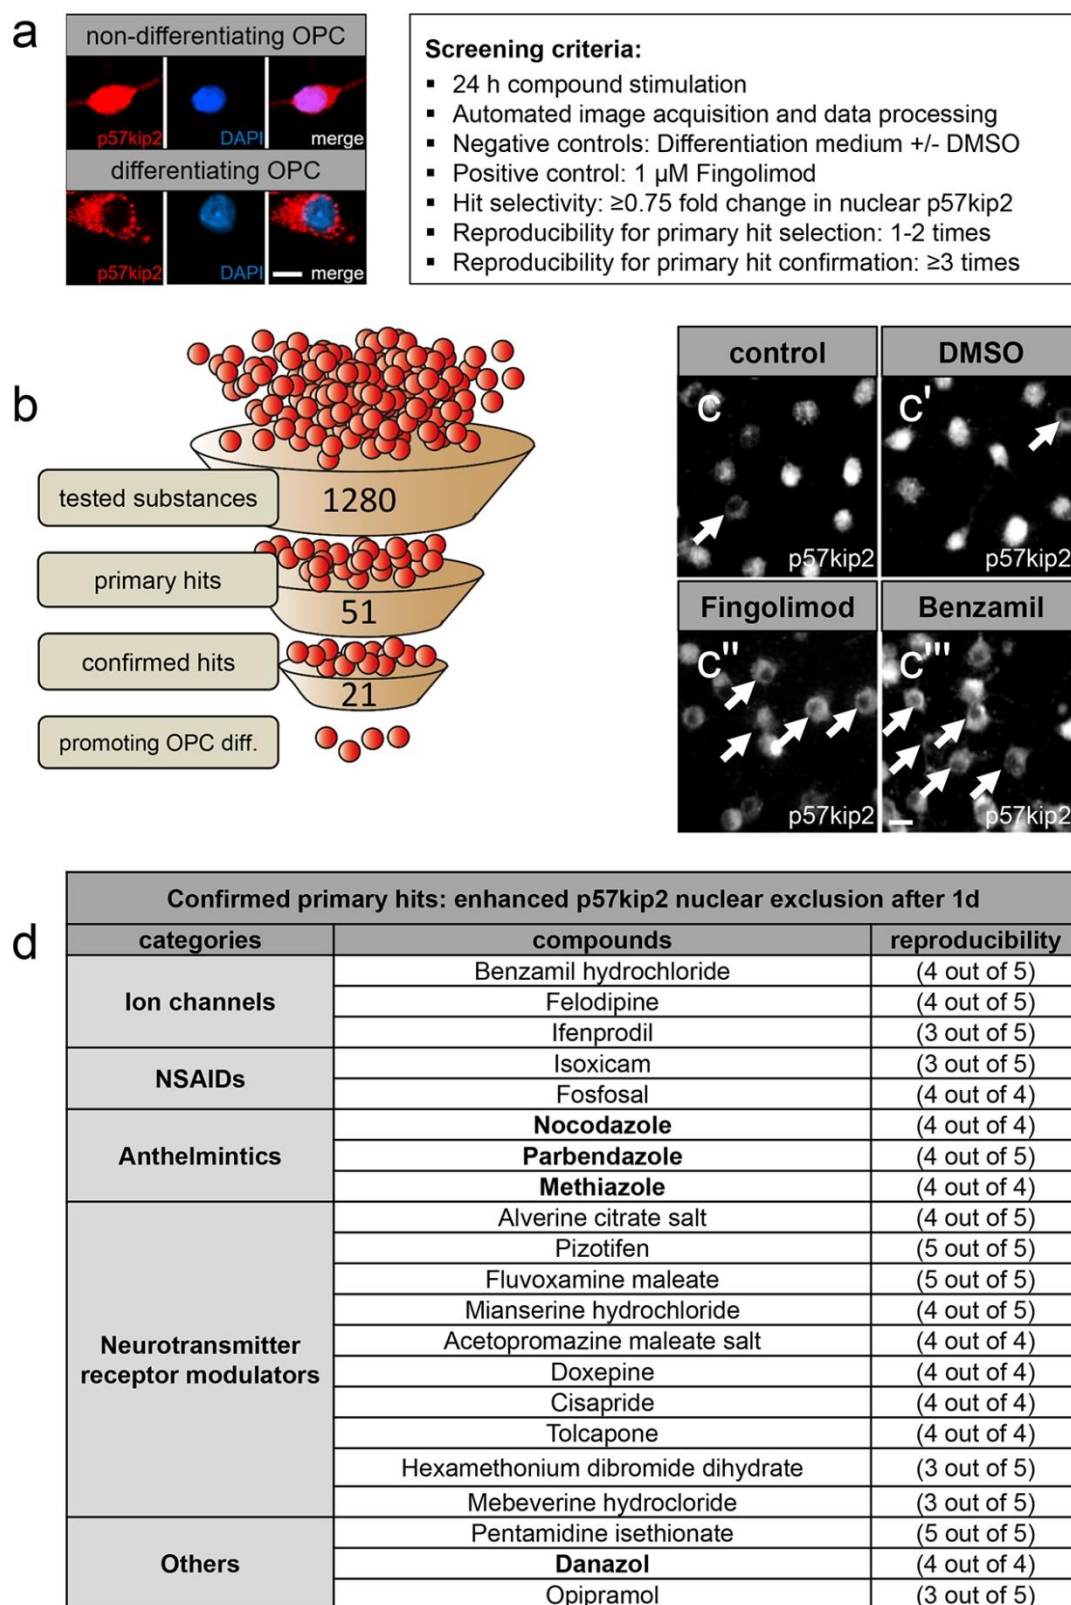 a
non-differentiating OPC
p57kip2
DAPI
merge
differentiating OPC
p57kip2
DAPI
merge
Screening criteria:
▪ 24 h compound stimulation
▪ Automated image acquisition and data processing
▪ Negative controls: Differentiation medium +/- DMSO
▪ Positive control: 1 µM Fingolimod
▪ Hit selectivity: ≥0.75 fold change in nuclear p57kip2
▪ Reproducibility for primary hit selection: 1-2 times
▪ Reproducibility for primary hit confirmation: ≥3 times
b
tested substances
1280
primary hits
51
confirmed hits
21
promoting OPC diff.
control
DMSO
c
c'
p57kip2
p57kip2
Fingolimod
Benzamil
c''
c'''
p57kip2
p57kip2
d
Confirmed primary hits: enhanced p57kip2 nuclear exclusion after 1d
categories compounds reproducibility
Ion channels
Benzamil hydrochloride (4 out of 5)
Felodipine (4 out of 5)
Ifenprodil (3 out of 5)
NSAIDs
Isoxicam (3 out of 5)
Fosfosal (4 out of 4)
Anthelmintics
Nocodazole (4 out of 4)
Parbendazole (4 out of 5)
Methiazole (4 out of 4)
Neurotransmitter
receptor modulators
Alverine citrate salt (4 out of 5)
Pizotifen (5 out of 5)
Fluvoxamine maleate (5 out of 5)
Mianserine hydrochloride (4 out of 5)
Acetopromazine maleate salt (4 out of 4)
Doxepine (4 out of 4)
Cisapride (4 out of 4)
Tolcapone (4 out of 4)
Hexamethonium dibromide dihydrate (3 out of 5)
Mebeverine hydrocloride (3 out of 5)
Others
Pentamidine isethionate (5 out of 5)
Danazol (4 out of 4)
Opipramol (3 out of 5)